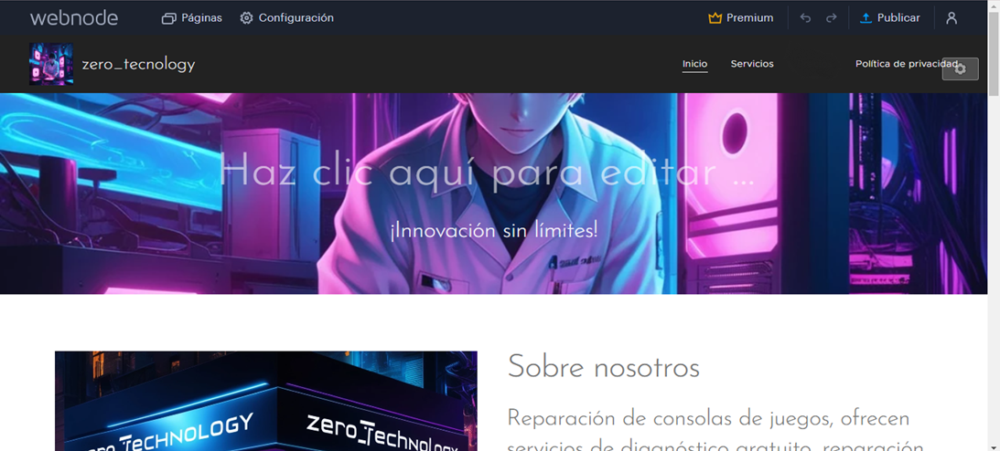 webnode Páginas Configuración Premium Publicar
zero_tecnology Inicio Servicios Política de privacidad
Haz clic aquí para editar ...
¡Innovación sin límites!
Sobre nosotros
Reparación de consolas de juegos, ofrecen
servicios de diagnóstico gratuito, reparación
TECHNOLOGY zero_TECHNOLOGY